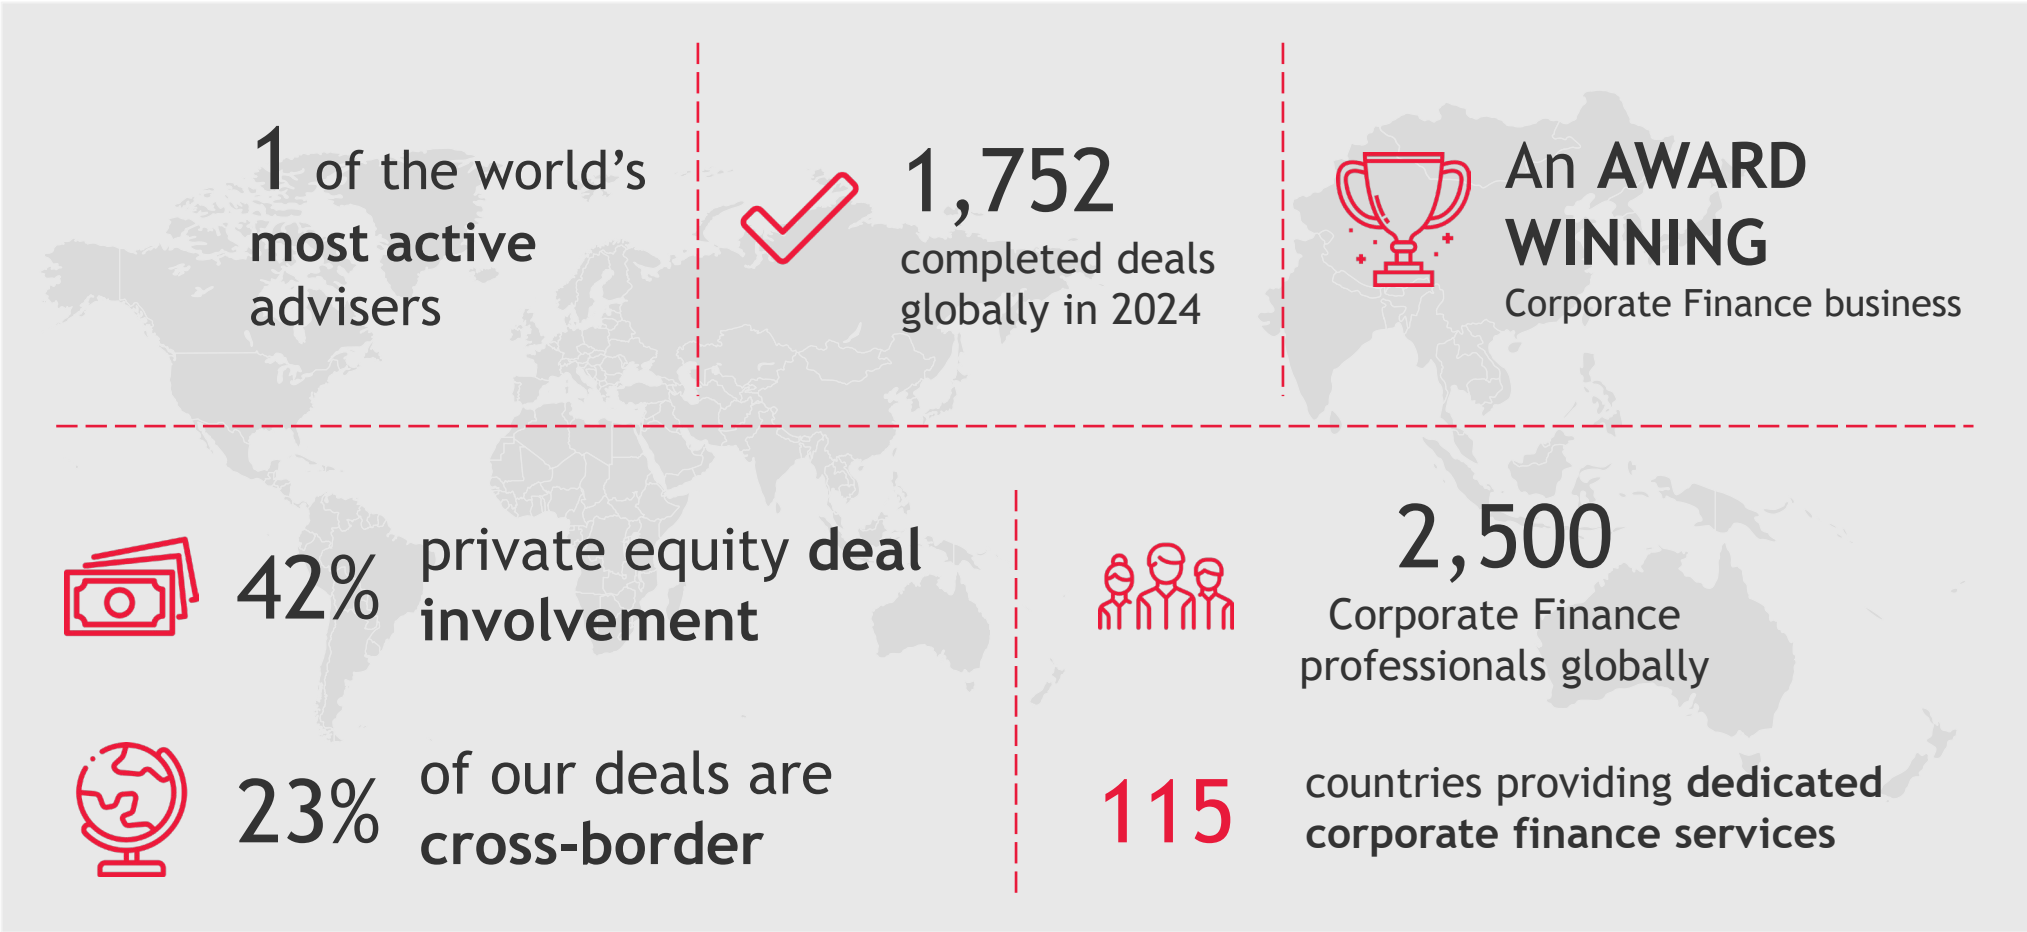 1 of the world’s
most active
advisers
1,752
completed deals
globally in 2024
An AWARD
WINNING
Corporate Finance business
42%
private equity deal
involvement
23%
of our deals are
cross-border
2,500
Corporate Finance
professionals globally
115
countries providing dedicated
corporate finance services